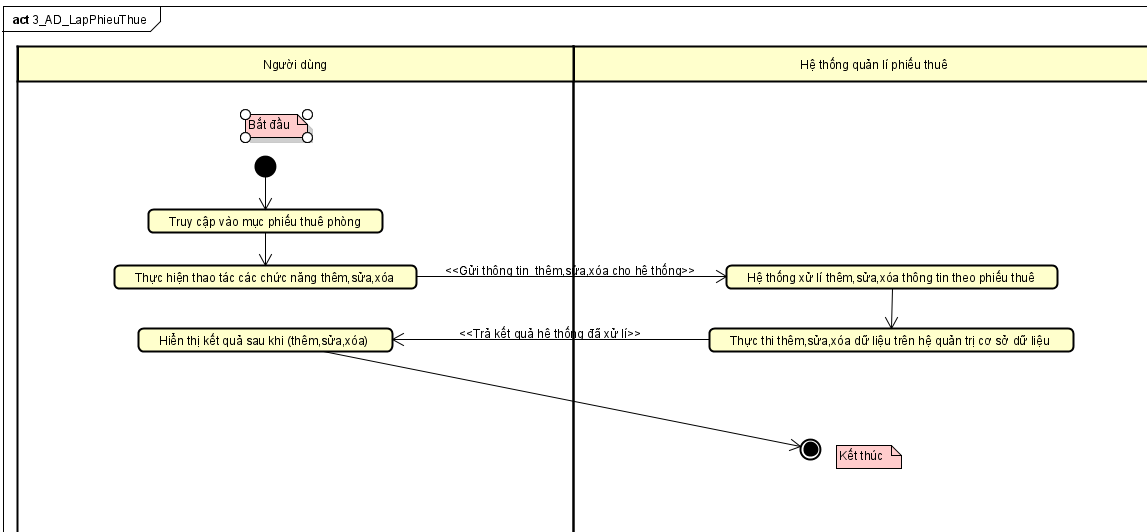 act 3_AD_LapPhieuThue
Người dùng
Hệ thống quản lí phiếu thuê
Bắt đầu
Truy cập vào mục phiếu thuê phòng
Thực hiện thao tác các chức năng thêm,sửa,xóa
<<Gửi thông tin thêm,sửa,xóa cho hệ thống>>
Hệ thống xử lí thêm,sửa,xóa thông tin theo phiếu thuê
Hiển thị kết quả sau khi (thêm,sửa,xóa)
<<Trả kết quả hệ thống đã xử lí>>
Thực thi thêm,sửa,xóa dữ liệu trên hệ quản trị cơ sở dữ liệu
Kết thúc